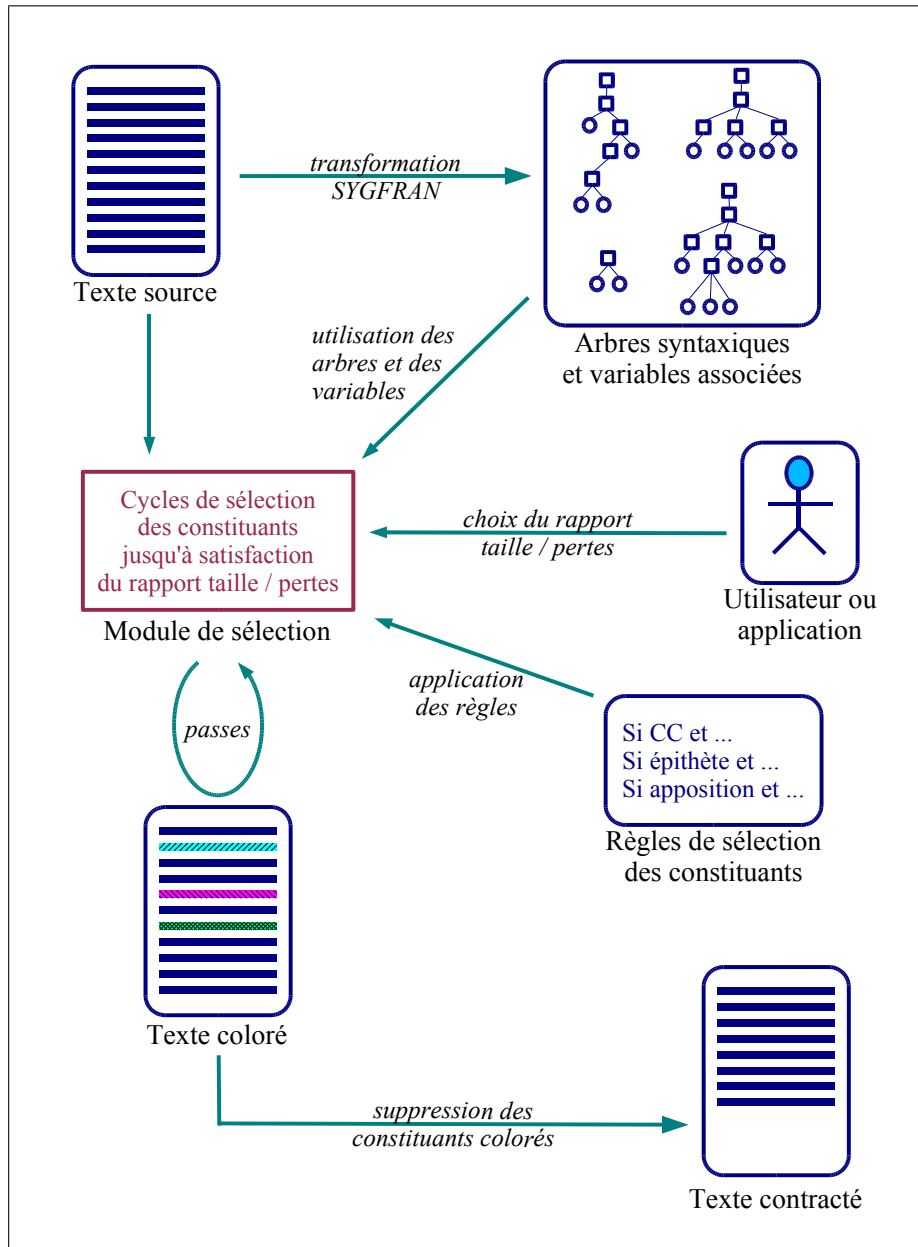 transformation
SYGFRAN
Texte source
utilisation des
arbres et des
variables
Arbres syntaxiques
et variables associées
Cycles de sélection
des constituants
jusqu'à satisfaction
du rapport taille / pertes
choix du rapport
taille / pertes
Utilisateur ou
application
Module de sélection
application
des règles
passes
Si CC et ...
Si épithète et ...
Si apposition et ...
Règles de sélection
des constituants
Texte coloré
suppression des
constituants colorés
Texte contracté